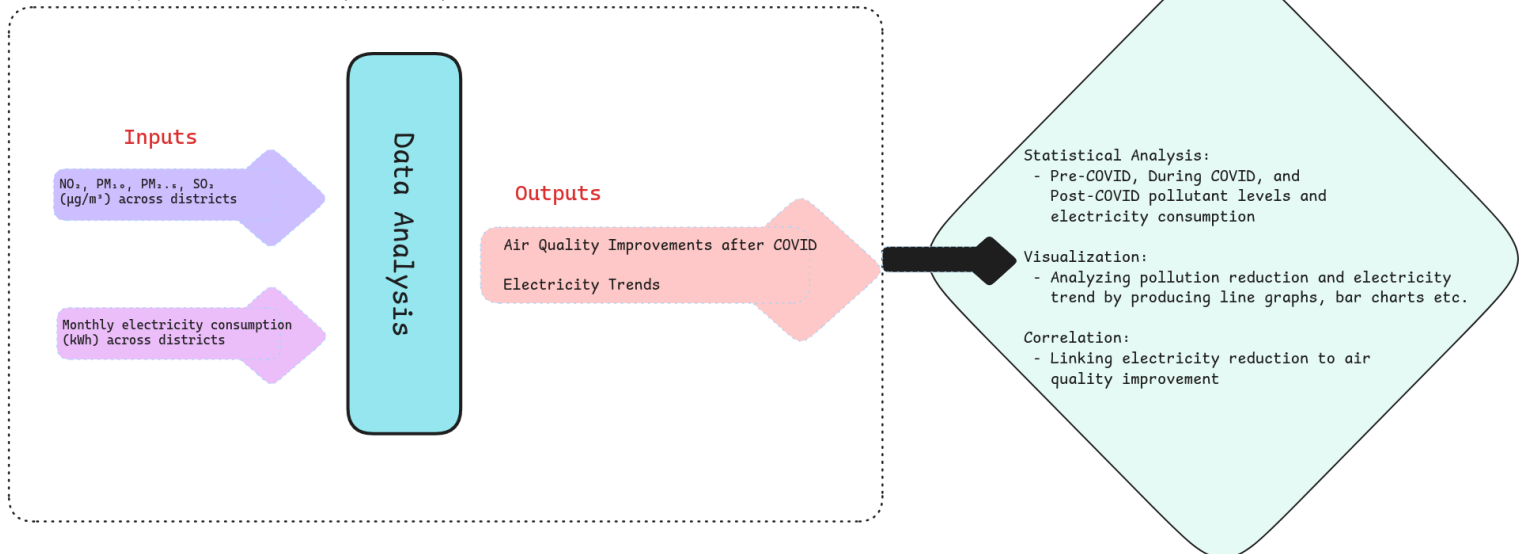 Inputs
NO₂, PM₁₀, PM₂.₅, SO₂
(µg/m³) across districts
Monthly electricity consumption
(kWh) across districts
Data Analysis
Outputs
Air Quality Improvements after COVID
Electricity Trends
Statistical Analysis:
- Pre-COVID, During COVID, and
Post-COVID pollutant levels and
electricity consumption
Visualization:
- Analyzing pollution reduction and electricity
trend by producing line graphs, bar charts etc.
Correlation:
- Linking electricity reduction to air
quality improvement